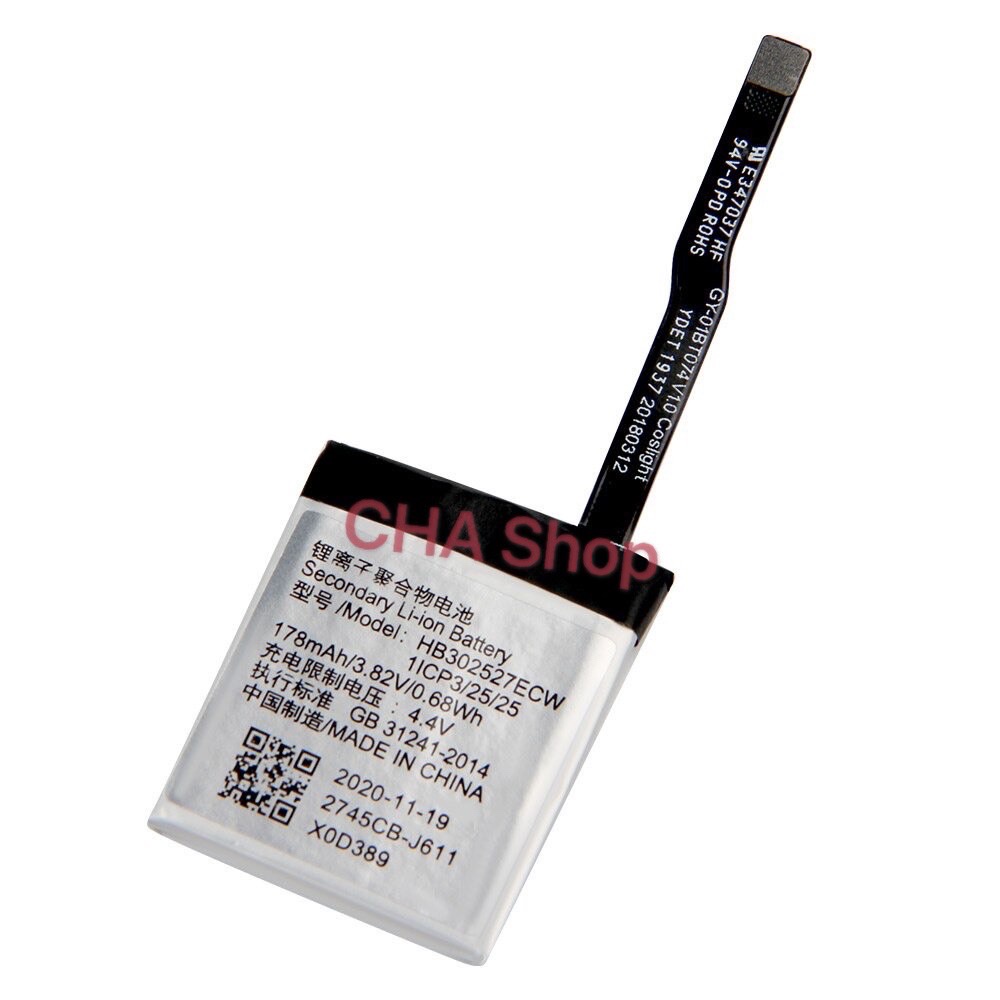 E347037 HF
94V-0 PD ROHS
GY-01BT074 V1.0 Coslight
YDET 1937 20180312
CHA Shop
锂离子聚合物电池
Secondary Li-ion Battery
型号/Model: HB302527ECW
1ICP3/25/25
178mAh/3.82V/0.68Wh
充电限制电压: 4.4V
执行标准 GB 31241-2014
中国制造/MADE IN CHINA
2020-11-19
2745CB-J611
X0D389